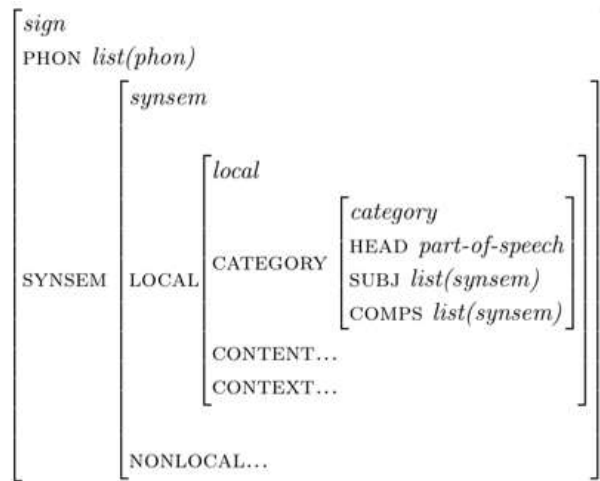 sign
PHON list(phon)
synsem
local
category
HEAD part-of-speech
CATEGORY
SUBJ list(synsem)
SYNSEM LOCAL
COMPS list(synsem)
CONTENT...
CONTEXT...
NONLOCAL...